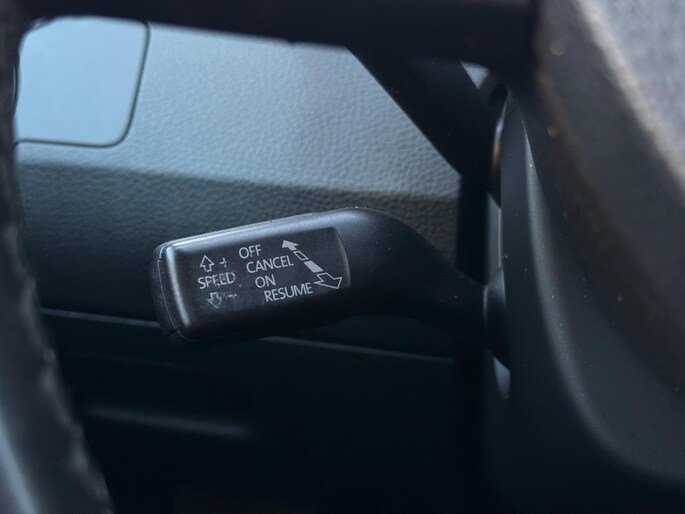 OFF
+
CANCEL
SPEED
ON
-
RESUME